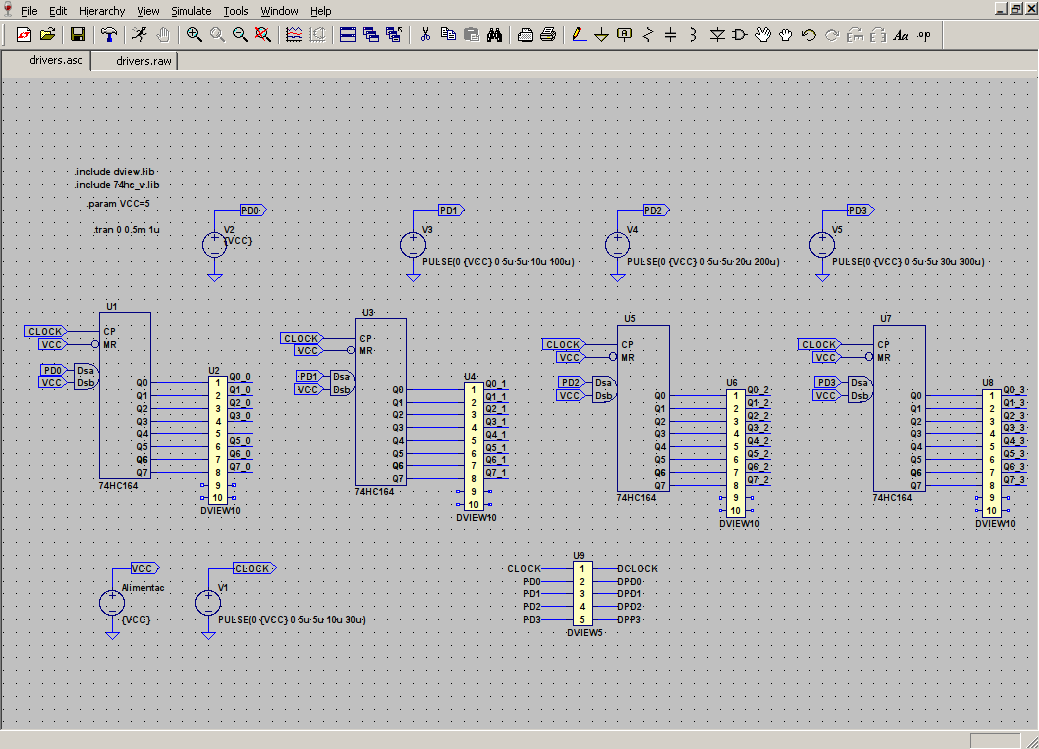 File Edit Hierarchy View Simulate Tools Window Help
Aa .op
drivers.asc drivers.raw
.include dview.lib
.include 74hc_v.lib
.param VCC=5
.tran 0 0.5m 1u
PD0
V2
{VCC}
PD1
V3
PULSE(0 {VCC} 0 5u 5u 10u 100u)
PD2
V4
PULSE(0 {VCC} 0 5u 5u 20u 200u)
PD3
V5
PULSE(0 {VCC} 0 5u 5u 30u 300u)
U1
CLOCK CP
VCC MR
PD0 Dsa
VCC Dsb
Q0
Q1
Q2
Q3
Q4
Q5
Q6
Q7
74HC164
U2
1 Q0_0
2 Q1_0
3 Q2_0
4 Q3_0
5
6 Q5_0
7 Q6_0
8 Q7_0
9
10
DVIEW10
U3
CLOCK CP
VCC MR
PD1 Dsa
VCC Dsb
Q0
Q1
Q2
Q3
Q4
Q5
Q6
Q7
74HC164
U4
1 Q0_1
2 Q1_1
3 Q2_1
4 Q3_1
5 Q4_1
6 Q5_1
7 Q6_1
8 Q7_1
9
10
DVIEW10
U5
CLOCK CP
VCC MR
PD2 Dsa
VCC Dsb
Q0
Q1
Q2
Q3
Q4
Q5
Q6
Q7
74HC164
U6
1 Q0_2
2 Q1_2
3 Q2_2
4 Q3_2
5 Q4_2
6 Q5_2
7 Q6_2
8 Q7_2
9
10
DVIEW10
U7
CLOCK CP
VCC MR
PD3 Dsa
VCC Dsb
Q0
Q1
Q2
Q3
Q4
Q5
Q6
Q7
74HC164
U8
1 Q0_3
2 Q1_3
3 Q2_3
4 Q3_3
5 Q4_3
6 Q5_3
7 Q6_3
8 Q7_3
9
10
DVIEW10
VCC
Alimentac
{VCC}
CLOCK
V1
PULSE(0 {VCC} 0 5u 5u 10u 30u)
U9
CLOCK 1 DCLOCK
PD0 2 DPD0
PD1 3 DPD1
PD2 4 DPD2
PD3 5 DPP3
DVIEW5